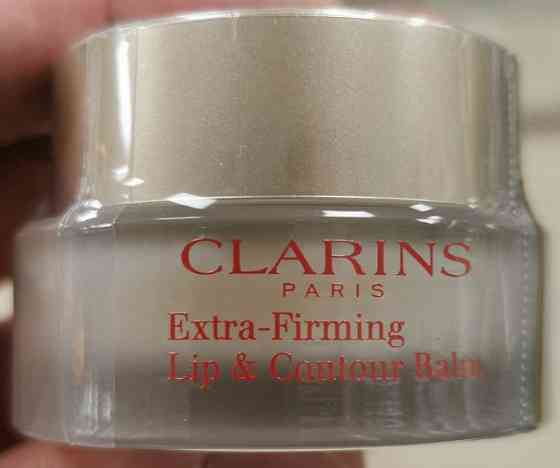 CLARINS
PARIS
Extra-Firming
Lip & Contour Balm